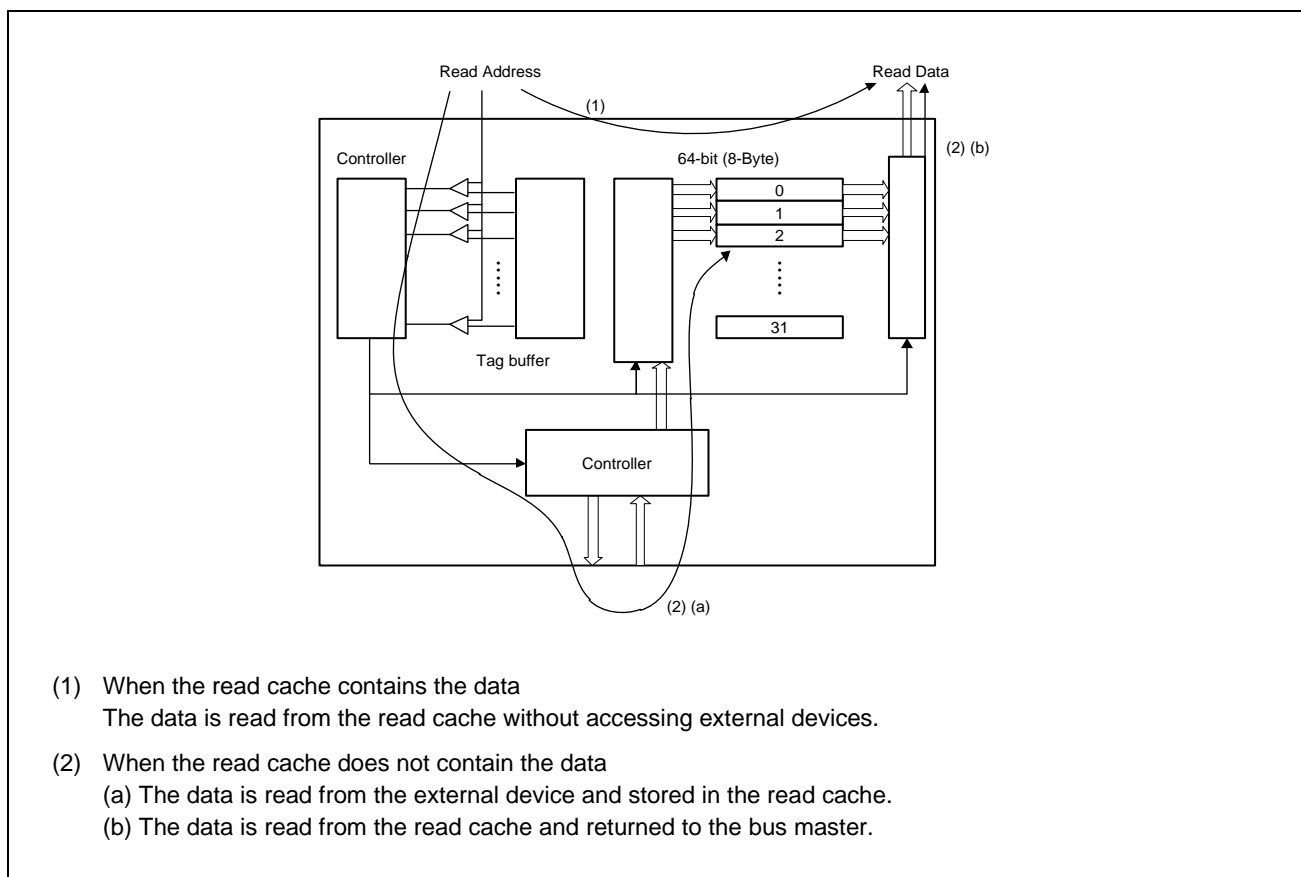 Read Address
Read Data
(1)
(2) (b)
Controller
64-bit (8-Byte)
0
1
2
31
Tag buffer
Controller
(2) (a)
(1) When the read cache contains the data
The data is read from the read cache without accessing external devices.
(2) When the read cache does not contain the data
(a) The data is read from the external device and stored in the read cache.
(b) The data is read from the read cache and returned to the bus master.